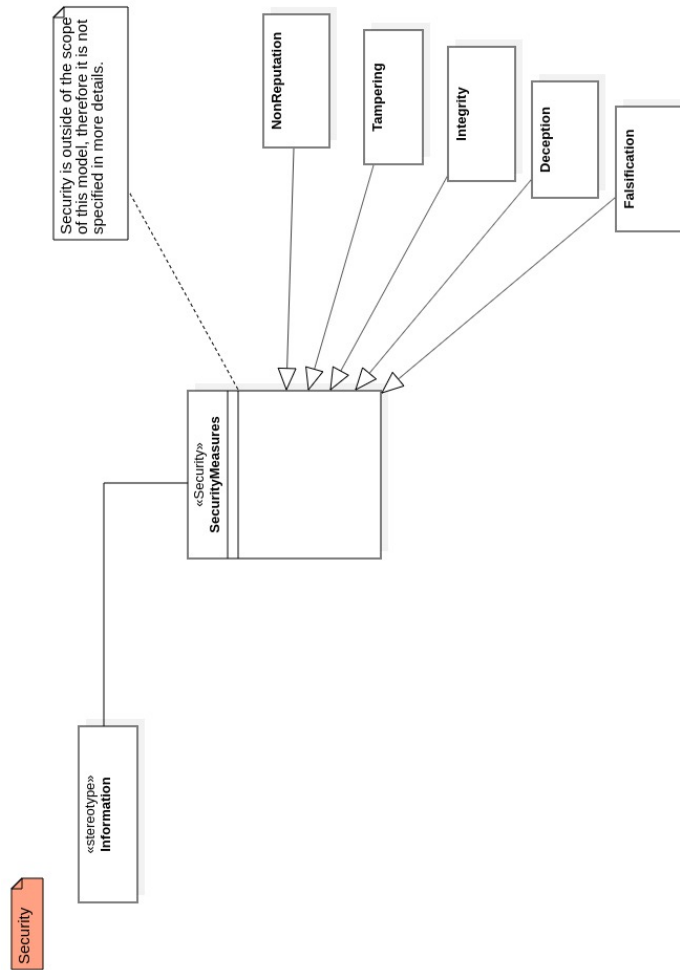 Security
«stereotype»
Information
«Security»
SecurityMeasures
Security is outside of the scope
of this model, therefore it is not
specified in more details.
NonReputation
Tampering
Integrity
Deception
Falsification